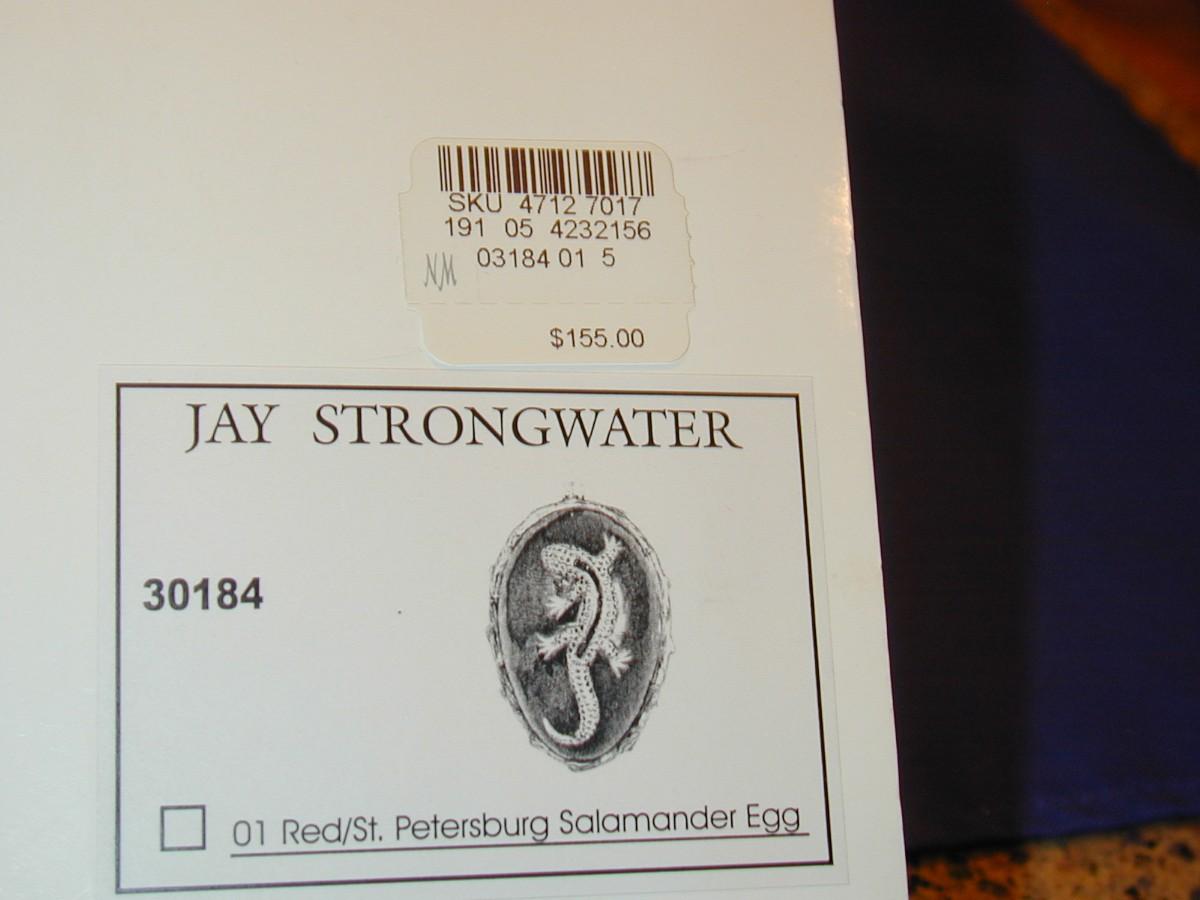 SKU 4712 7017
191 05 4232156
03184 01 5
NM
$155.00
JAY STRONGWATER
30184
01 Red/St. Petersburg Salamander Egg